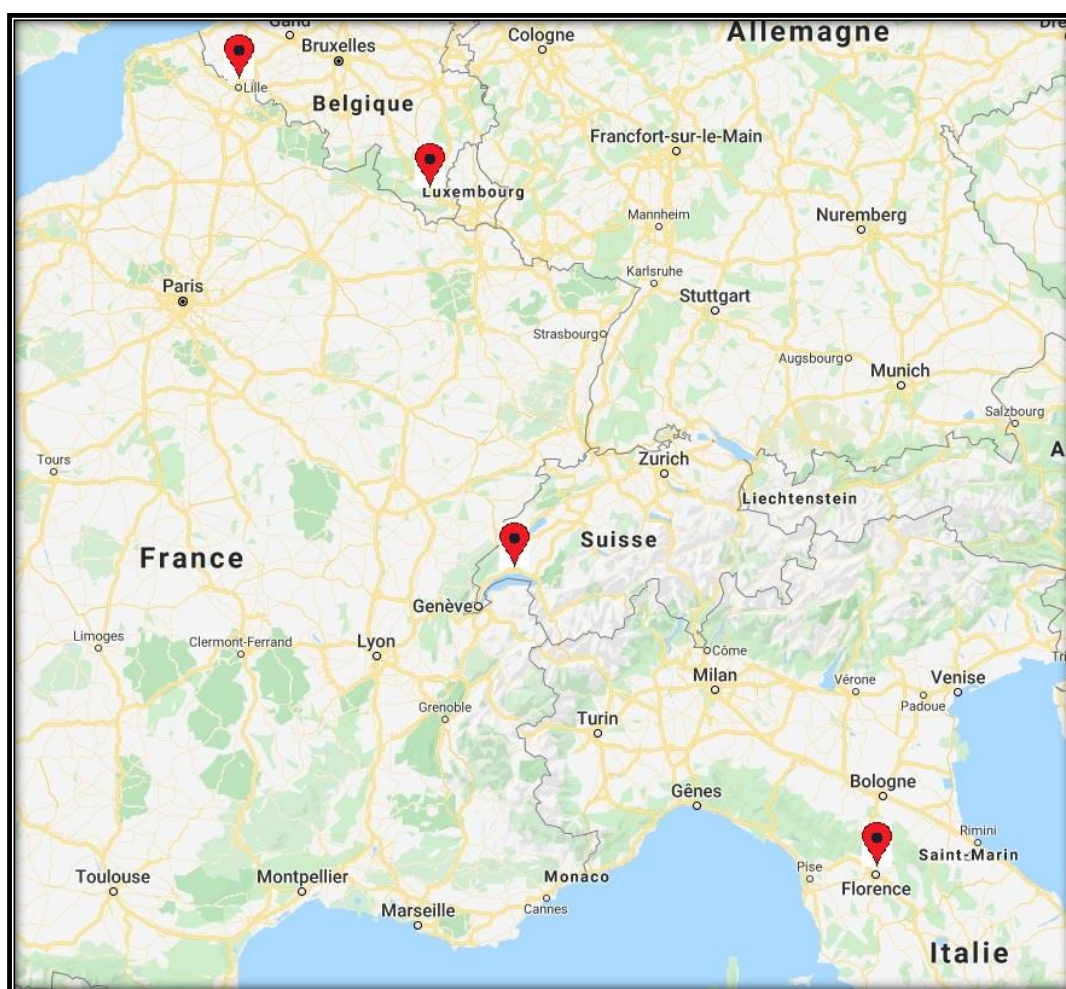 Gand
Bruxelles
Cologne
Allemagne
Lille
Belgique
Francfort-sur-le-Main
Luxembourg
Mannheim
Nuremberg
Karlsruhe
Paris
Stuttgart
Strasbourg
Augsbourg
Munich
Salzbourg
A
Tours
Zurich
Liechtenstein
Suisse
France
Genève
Limoges
Clermont-Ferrand
Lyon
Côme
Milan
Vérone
Venise
Padoue
Grenoble
Turin
Bologne
Gênes
Rimini
Saint-Marin
Pise
Toulouse
Montpellier
Monaco
Florence
Marseille
Cannes
Italie